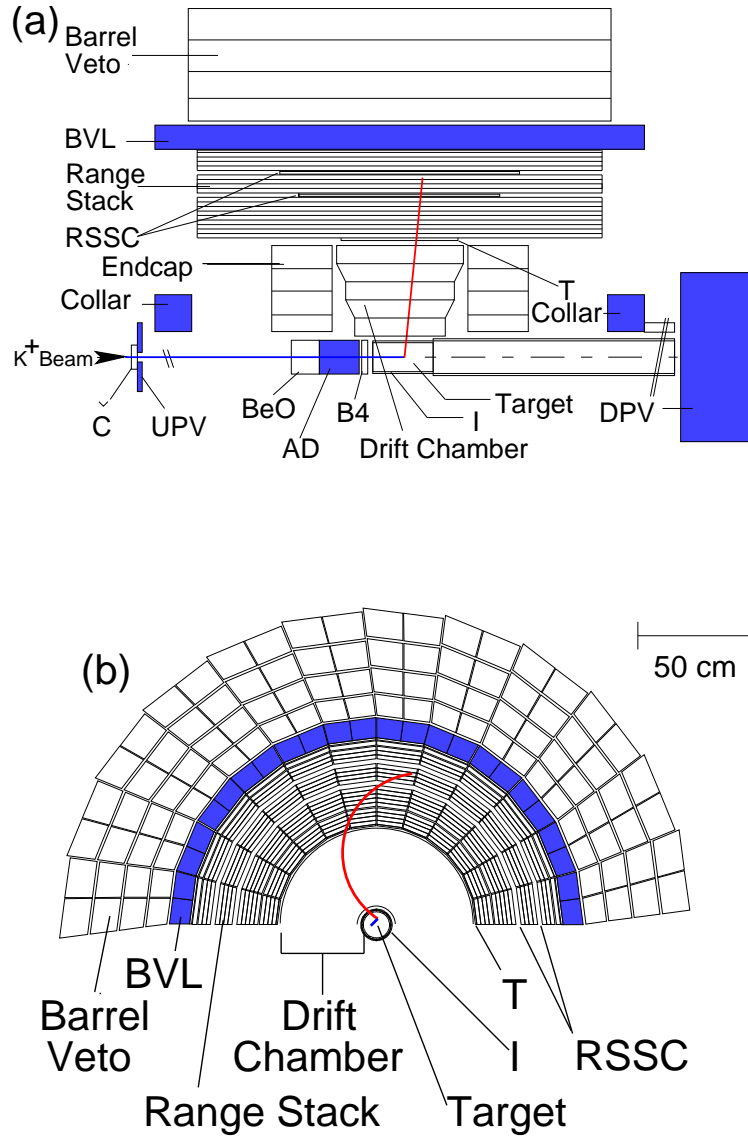 (a)
Barrel
Veto
BVL
Range
Stack
RSSC
Endcap
T
Collar
Collar
K+ Beam
C
UPV
BeO
AD
B4
I
Target
Drift Chamber
DPV
50 cm
(b)
BVL
Barrel
Veto
Drift
Chamber
Range Stack
T
I
Target
RSSC